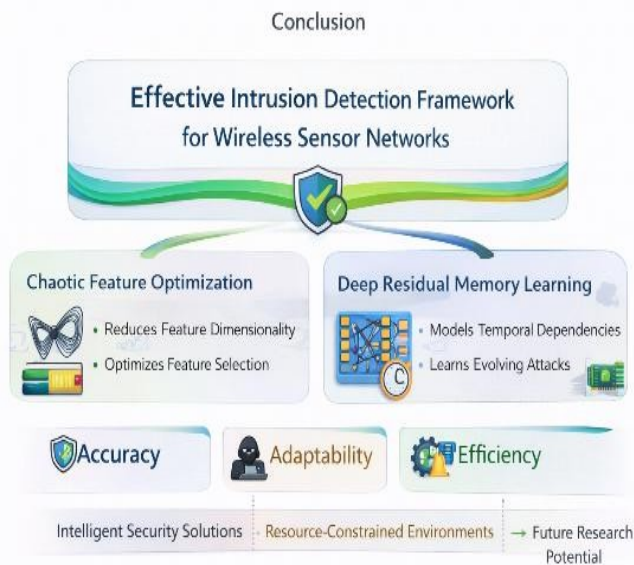 Conclusion
Effective Intrusion Detection Framework
for Wireless Sensor Networks
Chaotic Feature Optimization
• Reduces Feature Dimensionality
• Optimizes Feature Selection
Deep Residual Memory Learning
• Models Temporal Dependencies
• Learns Evolving Attacks
C
Accuracy
Adaptability
Efficiency
Intelligent Security Solutions
Resource-Constrained Environments
→ Future Research
Potential